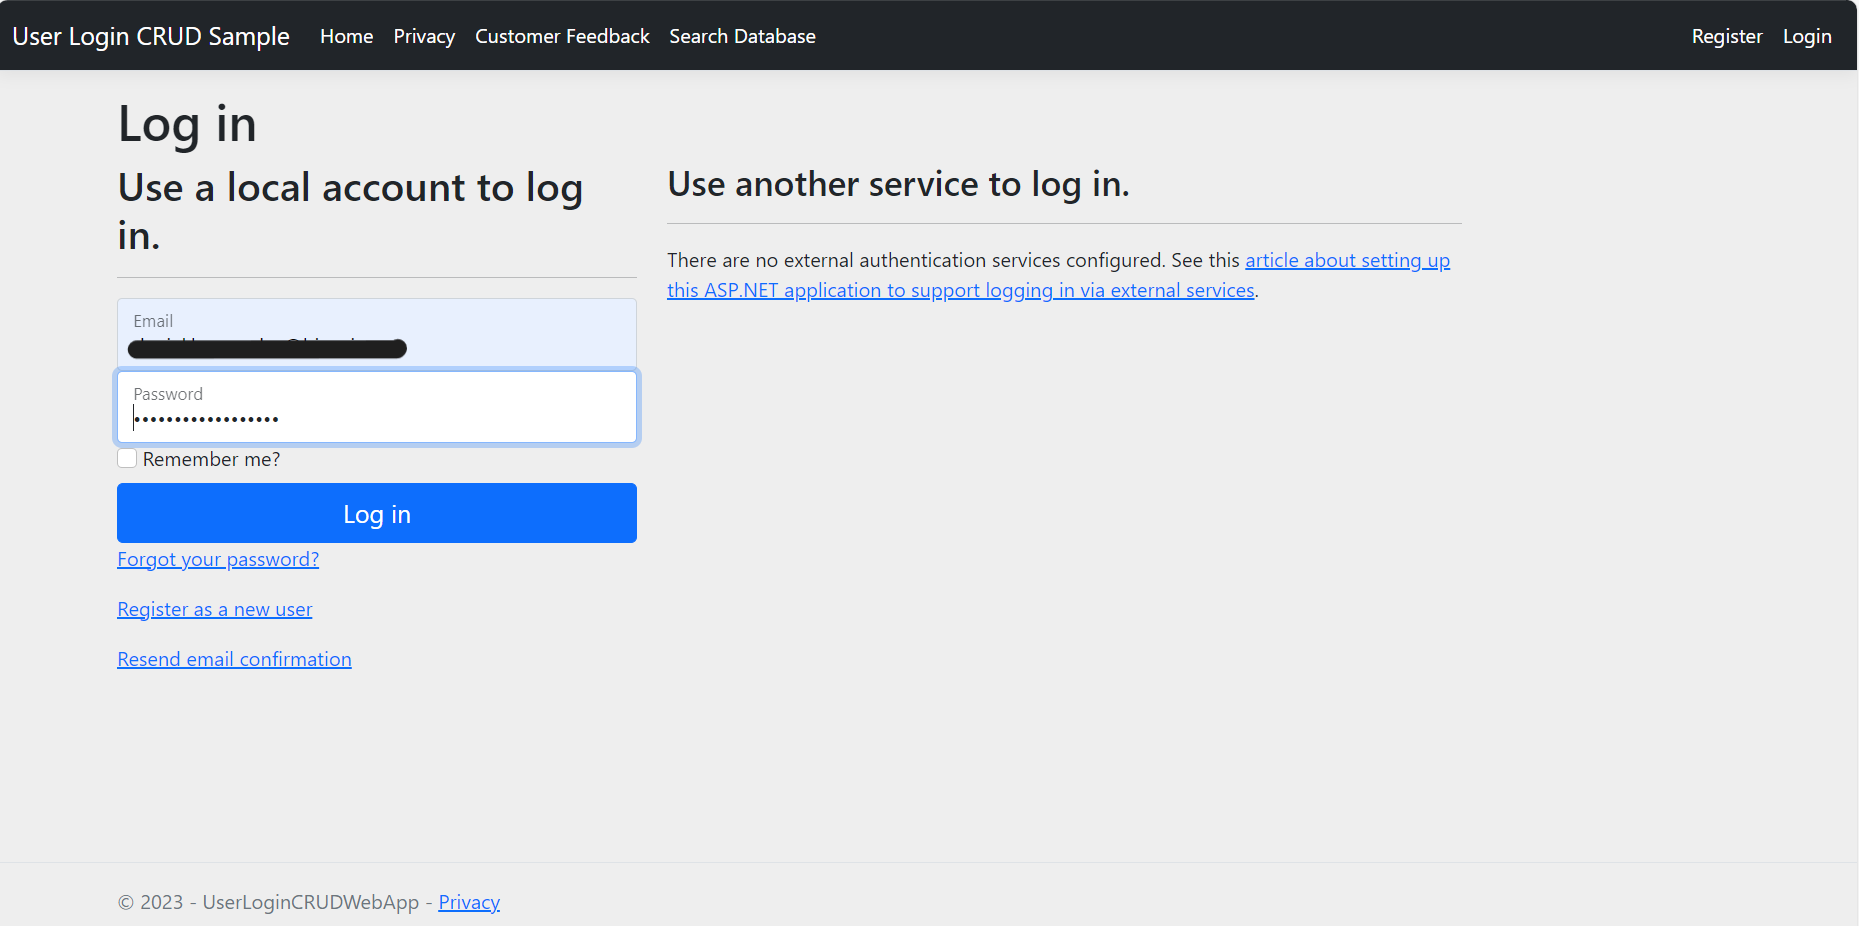 User Login CRUD Sample Home Privacy Customer Feedback Search Database Register Login
Log in
Use a local account to log
in.
Email
Password
Remember me?
Log in
Forgot your password?
Register as a new user
Resend email confirmation
Use another service to log in.
There are no external authentication services configured. See this article about setting up
this ASP.NET application to support logging in via external services.
© 2023 - UserLoginCRUDWebApp - Privacy